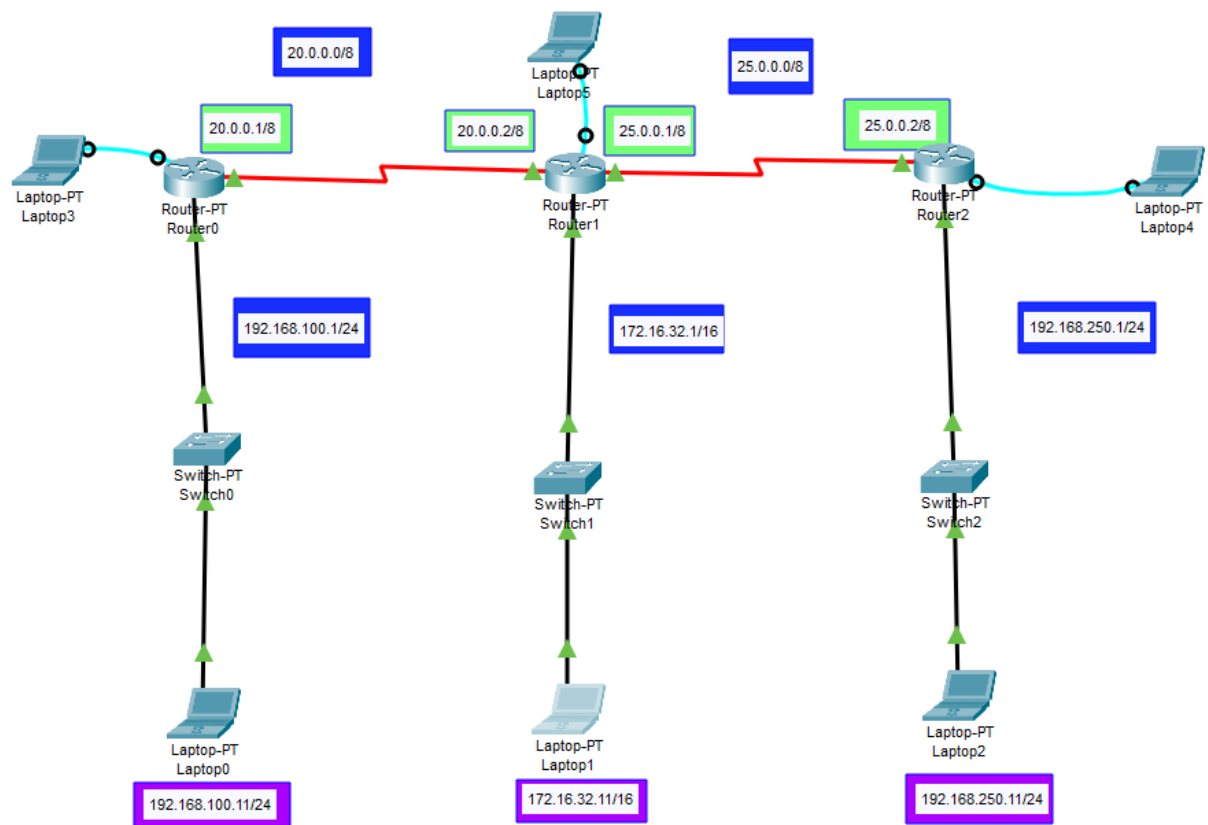 20.0.0.0/8
Laptop-PT
Laptop5
25.0.0.0/8
20.0.0.1/8
20.0.0.2/8
25.0.0.1/8
25.0.0.2/8
Laptop-PT
Laptop3
Router-PT
Router0
Router-PT
Router1
Router-PT
Router2
Laptop-PT
Laptop4
192.168.100.1/24
172.16.32.1/16
192.168.250.1/24
Switch-PT
Switch0
Switch-PT
Switch1
Switch-PT
Switch2
Laptop-PT
Laptop0
Laptop-PT
Laptop1
Laptop-PT
Laptop2
192.168.100.11/24
172.16.32.11/16
192.168.250.11/24